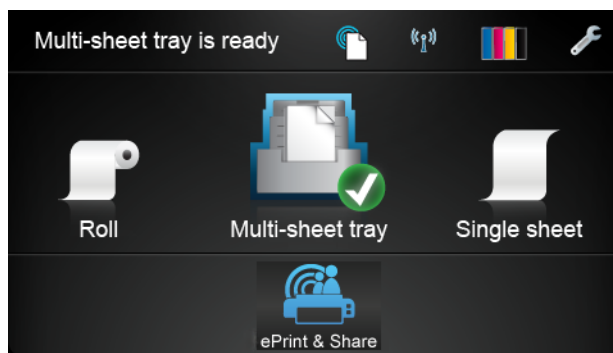 Multi-sheet tray is ready
Roll
Multi-sheet tray
Single sheet
ePrint & Share